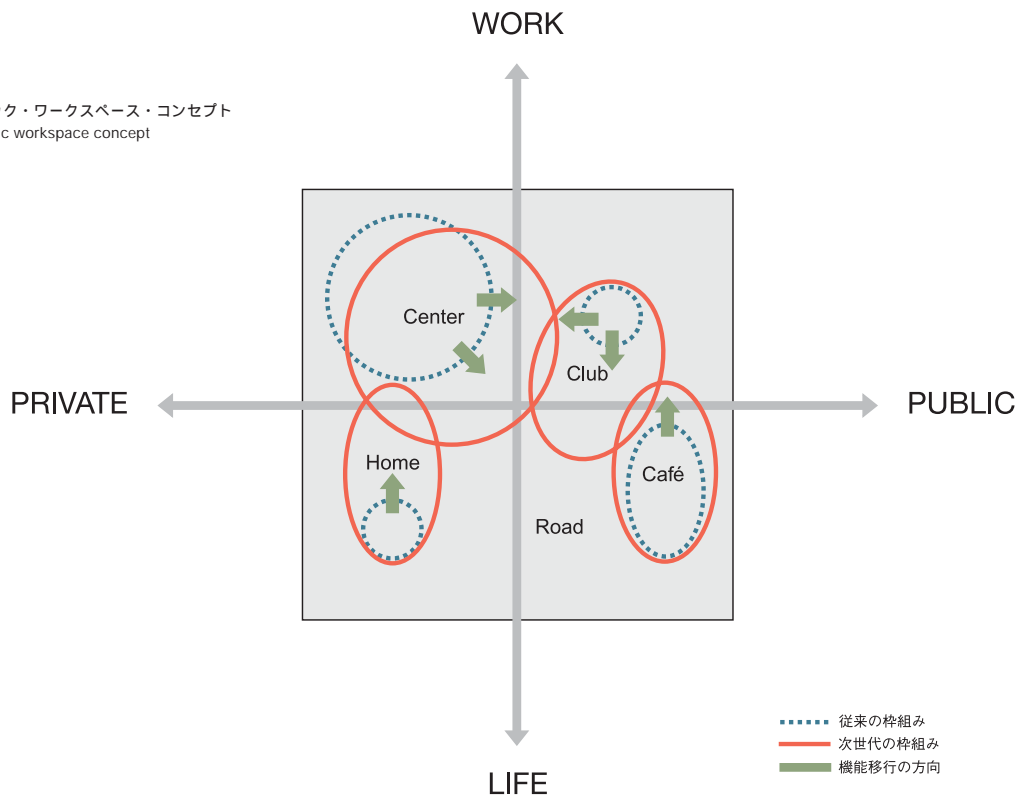 WORK
ク・ワークスペース・コンセプト
c workspace concept
Center
Club
PRIVATE
PUBLIC
Home
Café
Road
従来の枠組み
次世代の枠組み
機能移行の方向
LIFE